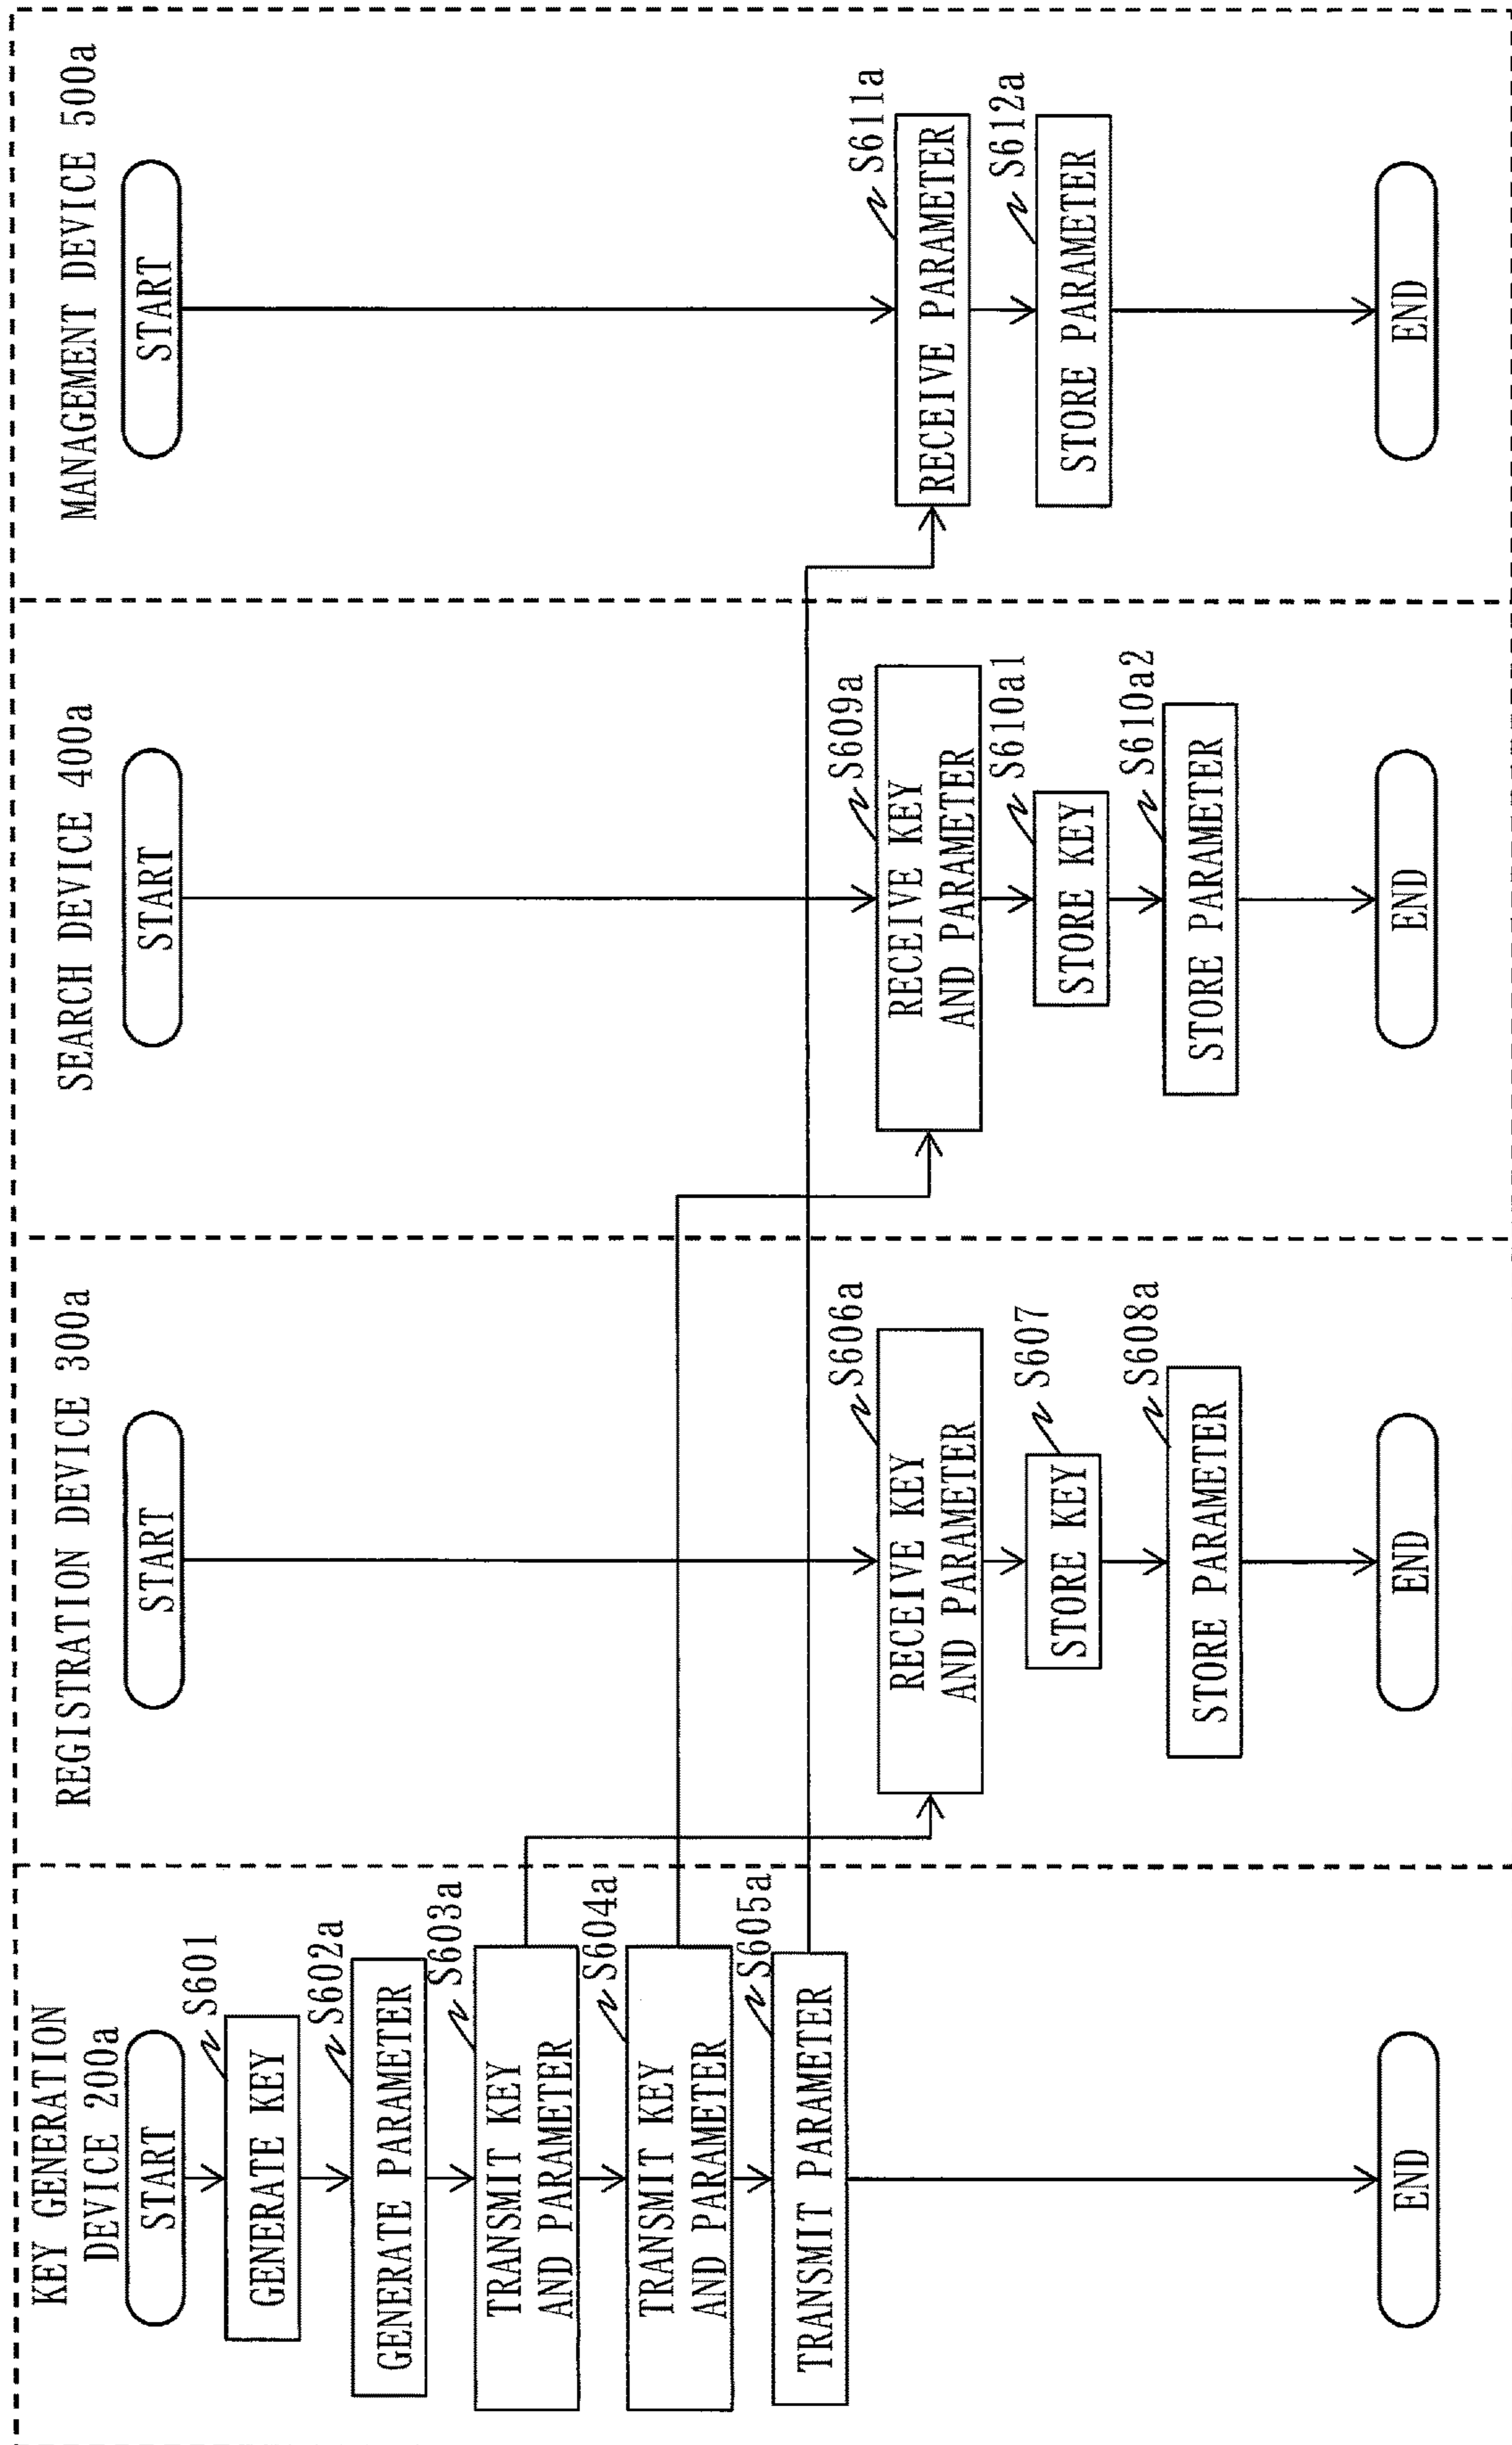 KEY GENERATION
DEVICE 200a
START
S601
GENERATE KEY
S602a
GENERATE PARAMETER
S603a
TRANSMIT KEY
AND PARAMETER
S604a
TRANSMIT KEY
AND PARAMETER
S605a
TRANSMIT PARAMETER
END
REGISTRATION DEVICE 300a
START
S606a
RECEIVE KEY
AND PARAMETER
S607
STORE KEY
S608a
STORE PARAMETER
END
SEARCH DEVICE 400a
START
S609a
RECEIVE KEY
AND PARAMETER
S610a1
STORE KEY
S610a2
STORE PARAMETER
END
MANAGEMENT DEVICE 500a
START
S611a
RECEIVE PARAMETER
S612a
STORE PARAMETER
END